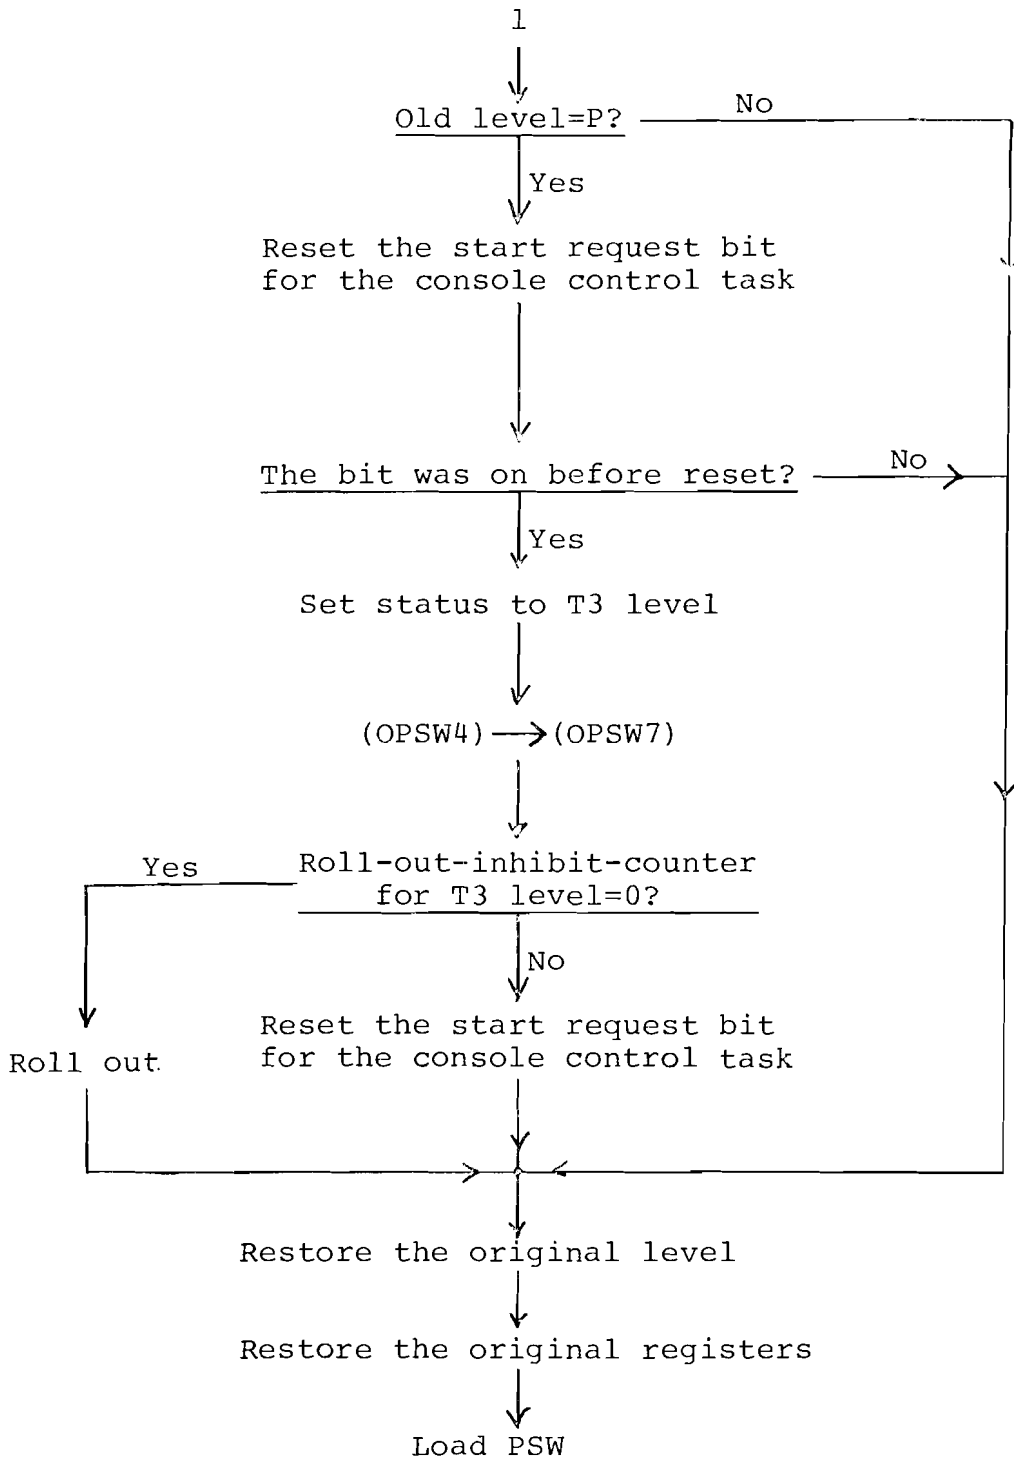 1
Old level=P?
No
Yes
Reset the start request bit
for the console control task
The bit was on before reset?
No
Yes
Set status to T3 level
(OPSW4)→(OPSW7)
Yes
Roll-out-inhibit-counter
for T3 level=0?
No
Reset the start request bit
for the console control task
Roll out
Restore the original level
Restore the original registers
Load PSW